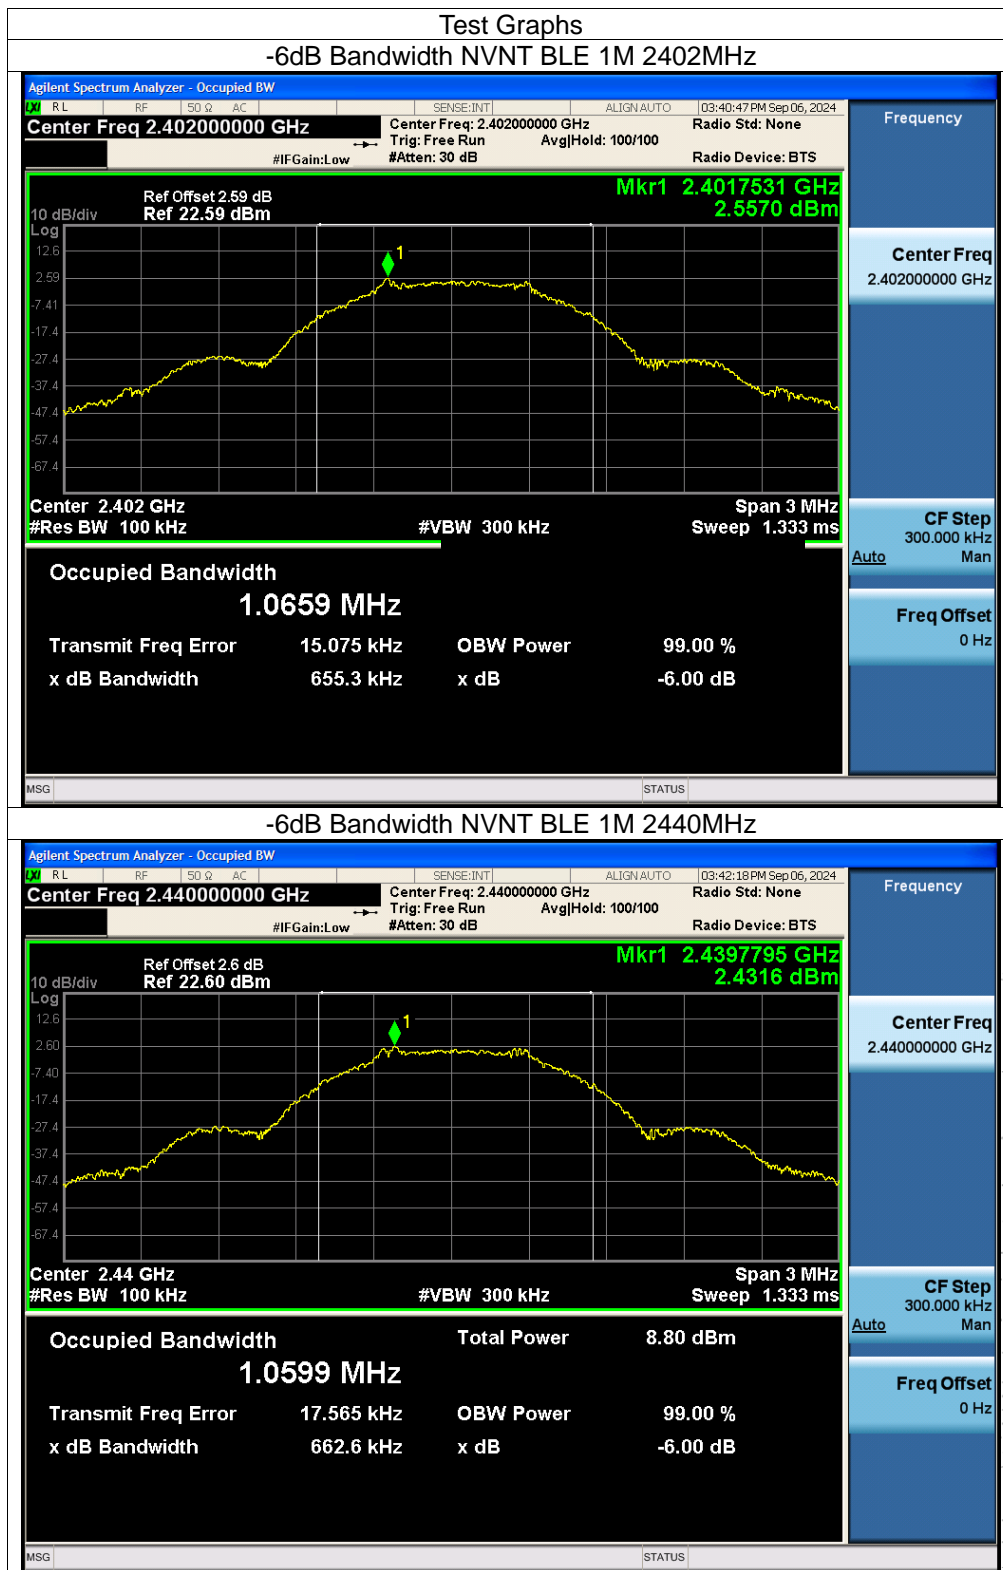 Test Graphs
-6dB Bandwidth NVNT BLE 1M 2402MHz
Agilent Spectrum Analyzer - Occupied BW
LXI RL RF 50 Ω AC SENSE:INT ALIGN AUTO 03:40:47 PM Sep 06, 2024
Center Freq 2.402000000 GHz Center Freq: 2.402000000 GHz Radio Std: None Frequency
Trig: Free Run Avg|Hold: 100/100
#IFGain:Low #Atten: 30 dB Radio Device: BTS
Mkr1 2.4017531 GHz
2.5570 dBm
Ref Offset 2.59 dB
10 dB/div Ref 22.59 dBm
Log
12.6
2.59
-7.41
-17.4
-27.4
-37.4
-47.4
-57.4
-67.4
1
Center Freq
2.402000000 GHz
Center 2.402 GHz Span 3 MHz
#Res BW 100 kHz #VBW 300 kHz Sweep 1.333 ms
CF Step
300.000 kHz
Auto Man
Occupied Bandwidth
1.0659 MHz
Freq Offset
0 Hz
Transmit Freq Error 15.075 kHz OBW Power 99.00 %
x dB Bandwidth 655.3 kHz x dB -6.00 dB
MSG STATUS
-6dB Bandwidth NVNT BLE 1M 2440MHz
Agilent Spectrum Analyzer - Occupied BW
LXI RL RF 50 Ω AC SENSE:INT ALIGN AUTO 03:42:18 PM Sep 06, 2024
Center Freq 2.440000000 GHz Center Freq: 2.440000000 GHz Radio Std: None Frequency
Trig: Free Run Avg|Hold: 100/100
#IFGain:Low #Atten: 30 dB Radio Device: BTS
Mkr1 2.4397795 GHz
2.4316 dBm
Ref Offset 2.6 dB
10 dB/div Ref 22.60 dBm
Log
12.6
2.60
-7.40
-17.4
-27.4
-37.4
-47.4
-57.4
-67.4
1
Center Freq
2.440000000 GHz
Center 2.44 GHz Span 3 MHz
#Res BW 100 kHz #VBW 300 kHz Sweep 1.333 ms
CF Step
300.000 kHz
Auto Man
Occupied Bandwidth Total Power 8.80 dBm
1.0599 MHz
Freq Offset
0 Hz
Transmit Freq Error 17.565 kHz OBW Power 99.00 %
x dB Bandwidth 662.6 kHz x dB -6.00 dB
MSG STATUS